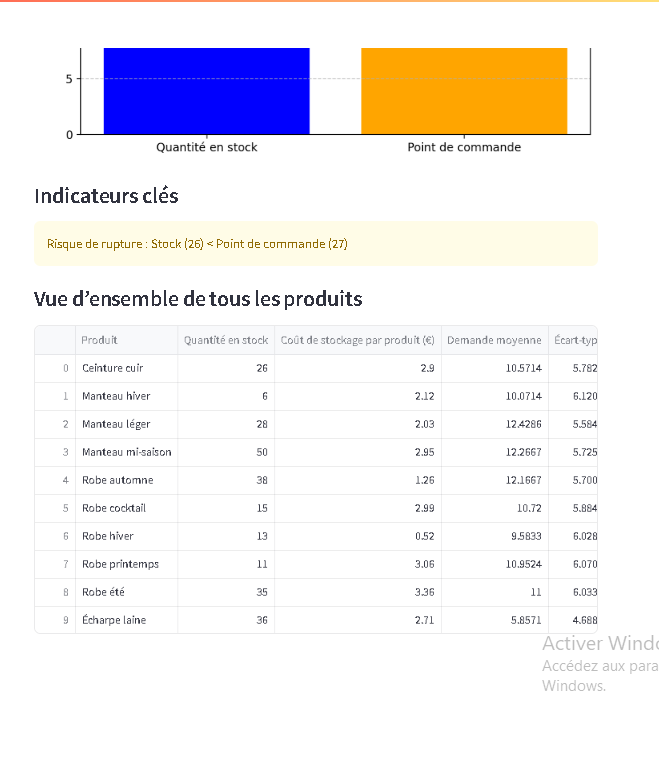 5
0
Quantité en stock Point de commande
Indicateurs clés
Risque de rupture : Stock (26) < Point de commande (27)
Vue d’ensemble de tous les produits
Produit Quantité en stock Coût de stockage par produit (€) Demande moyenne Écart-typ
0 Ceinture cuir 26 2.9 10.5714 5.782
1 Manteau hiver 6 2.12 10.0714 6.120
2 Manteau léger 28 2.03 12.4286 5.584
3 Manteau mi-saison 50 2.95 12.2667 5.725
4 Robe automne 38 1.26 12.1667 5.700
5 Robe cocktail 15 2.99 10.72 5.884
6 Robe hiver 13 0.52 9.5833 6.028
7 Robe printemps 11 3.06 10.9524 6.070
8 Robe été 35 3.36 11 6.033
9 Écharpe laine 36 2.71 5.8571 4.688
Activer Windo
Accédez aux para
Windows.